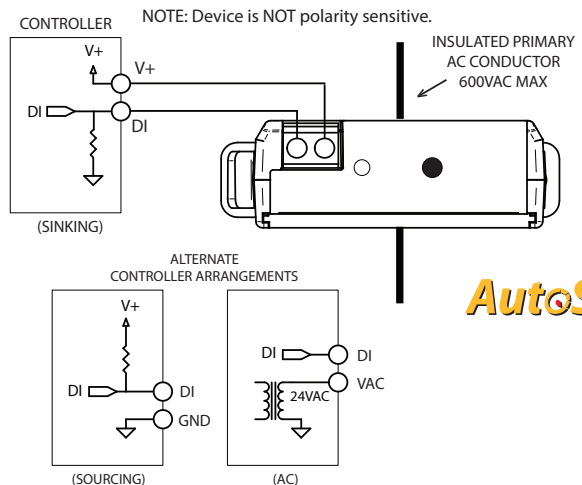 NOTE: Device is NOT polarity sensitive.
CONTROLLER
V+
V+
DI
DI
(SINKING)
INSULATED PRIMARY
AC CONDUCTOR
600VAC MAX
ALTERNATE
CONTROLLER ARRANGEMENTS
V+
DI
DI
GND
(SOURCING)
DI
DI
VAC
24VAC
(AC)
AutoS